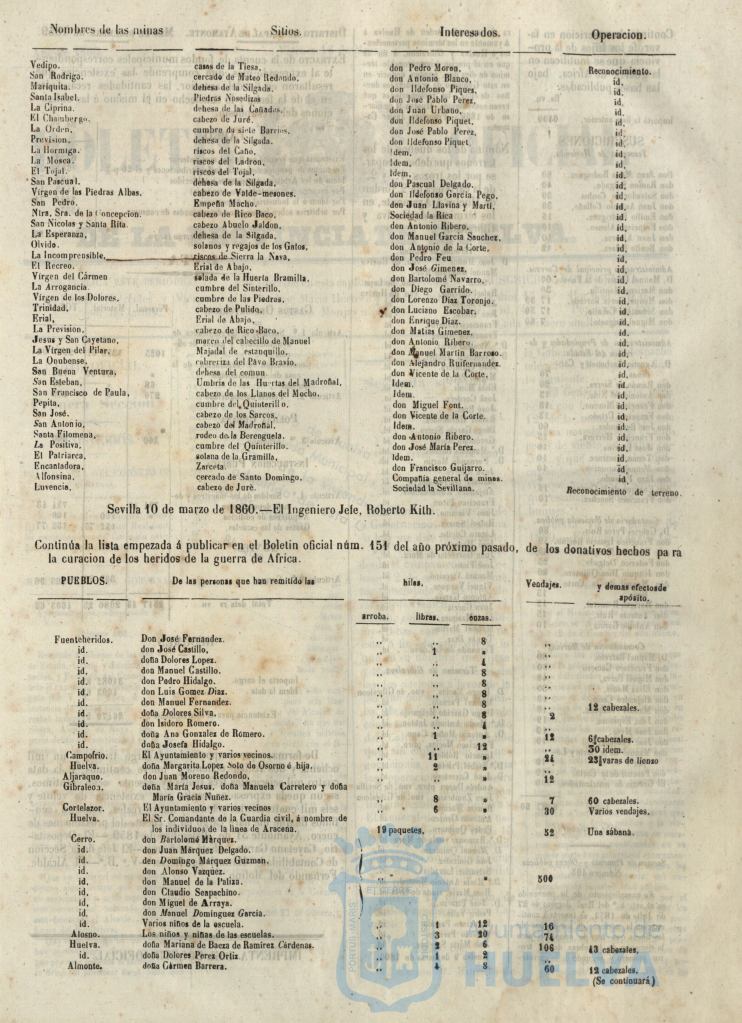 Nombres de las minas Sitios. Interesados. Operacion.
Vedipo. casas de la Tiesa, don Pedro Moron, Reconocimiento.
San Rodrigo. cercado de Mateo Redondo, don Antonio Blanco, id.
Mariquita. dehesa de la Silgada, don Ildefonso Piquet, id.
Santa Isabel. Piedras Nosedizas don José Pablo Perez, id.
La Ciprina. dehesa de las Cañadas. don Juan Urbano, id.
El Chambergo. cabezo de Juré. don Ildefonso Piquet, id.
La Orden. cumbre de siete Barrios, don José Pablo Perez, id.
Prevision. dehesa de la Silgada. don Ildefonso Piquet id.
La Hormiga. riscos del Caño, Idem, id.
La Mosca. riscos del Ladron, Idem, id.
El Tojal. riscos del Tojal, Idem, id.
San Pascual. dehesa de la Silgada, don Pascual Delgado. id.
Vírgen de las Piedras Albas. cabezo de Valde-mesones. don Ildefonso García Pego, id.
San Pedro, Empeña Macho. don Juan Llavina y Martí, id.
Ntra. Sra. de la Concepcion. cabezo de Rico Baco, Sociedad la Rica id.
San Nicolas y Santa Rita. cabezo Abuelo Jaldon, don Antonio Ribero. id.
La Esperanza, dehesa de la Silgada, don Manuel García Sanchez, id.
Olvido. solanos y regajos de los Gatos, don Antonio de la Corte, id.
La Incomprensible, riscos de Sierra la Nava, don Pedro Feu id.
El Recreo. Erial de Abajo, don José Gimenez, id.
Vírgen del Cármen solada de la Huerta Bramilla. don Bartolomé Navarro, id.
La Arrogancia. cumbre del Sinterillo. don Diego Garrido. id.
Vírgen de los Dolores. cumbre de las Piedras, don Lorenzo Diaz Toronjo, id.
Trinidad, cabezo de Pulido, don Luciano Escobar, id.
Erial, Erial de Abajo, don Enrique Diaz. id.
La Prevision, cabezo de Rico Baco, don Matías Gimenez, id.
Jesus y San Cayetano, moren del cabecillo de Manuel don Antonio Ribero. id.
La Vírgen del Pilar, Majadal de estanquillo, don Manuel Martin Barroso. id.
La Onubense. cabreriza del Pavo Bravio, don Alejandro Ruifernandez. id.
San Buena Ventura, dehesa del comun don Vicente de la Corte, id.
San Esteban, Umbria de las Huertas del Madroñal, Idem. id.
San Francisco de Paula, cabezo de los Llanos del Mocho. Idem. id.
Pepita, cumbre del Quinterillo. don Miguel Font. id.
San José. cabezo de los Sarcos. don Vicente de la Corte. id.
San Antonio, cabezo del Madroñal, Idem. id.
Santa Filomena, rodeo de la Berenguela. don Antonio Ribero. id.
La Positiva, cumbre del Quinterillo. don José María Perez. id.
El Patriarca. solana de la Gramilla, Idem. id.
Encantadora, Zarceta. don Francisco Guijarro. id.
Alfonsina. cercado de Santo Domingo, Compañia general de minas. id.
Luvencia. cabezo de Juré. Sociedad la Sevillana. Reconocimiento de terreno.
Sevilla 10 de marzo de 1860.—El Ingeniero Jefe, Roberto Kith.
Continúa la lista empezada á publicar en el Boletin oficial núm. 151 del año próximo pasado, de los donativos hechos pa ra
la curacion de los heridos de la guerra de Africa.
PUEBLOS. De las personas que han remitido las hilas. Vendajes. y demas efectos de
apósito.
arroba. libras. onzas.
Fuenteheridos. Don José Fernandez. ,, ,, 8 ,,
id. don José Castillo, ,, 1 » ,,
id. doña Dolores Lopez. ,, ,, 4 ,,
id. don Manuel Castillo. ,, ,, 8 ,,
id. don Pedro Hidalgo. ,, ,, 8 ,,
id. don Luis Gomez Diaz. ,, ,, 8 ,,
id. don Manuel Fernandez. ,, ,, 8 ,, 12 cabezales.
id. doña Dolores Silva. ,, ,, 8 2
id. don Isidoro Romero. ,, ,, 4 ,,
id. doña Ana Gonzalez de Romero. ,, 1 » 12 6 cabezales.
id. doña Josefa Hidalgo. ,, ,, 12 ,, 30 idem.
Campofrio. El Ayuntamiento y varios vecinos. ,, 11 » 24 23 varas de lienzo
Huelva. doña Margarita Lopez Soto de Osorno é hija. ,, 2 » ,,
Aljaraque. don Juan Moreno Redondo, ,, ,, » 12
Gibraleon. doña María Jesus, doña Manuela Carretero y doña
María Gracia Nuñez. ,, 8 » 7 60 cabezales.
Cortelazor. El Ayuntamiento y varios vecinos ,, 6 » 30 Varios vendajes.
Huelva. El Sr. Comandante de la Guardia civil, á nombre de
los individuos de la linea de Aracena. 19 paquetes, 52 Una sábana.
Cerro. don Bartolomé Márquez.
id. don Juan Márquez Delgado.
id. don Domingo Márquez Guzman.
id. don Alonso Vazquez.
id. don Manuel de la Paliza. ,, ,, » 500
id. don Claudio Seapachino.
id, don Miguel de Arraya.
id. don Manuel Dominguez García.
id. Varios niños de la escuela. ,, 1 12 16
Alosno. Los niños y niñas de las escuelas. ,, 3 20 74
Huelva. doña Mariana de Baeza de Ramirez Cárdenas. ,, 2 6 106 43 cabezales,
id. doña Dolores Perez Ortiz ,, 1 2 ,,
Almonte. doña Cármen Barrera. ,, 4 8 60 12 cabezales.
(Se continuará)
Ayuntamiento de
HUELVA